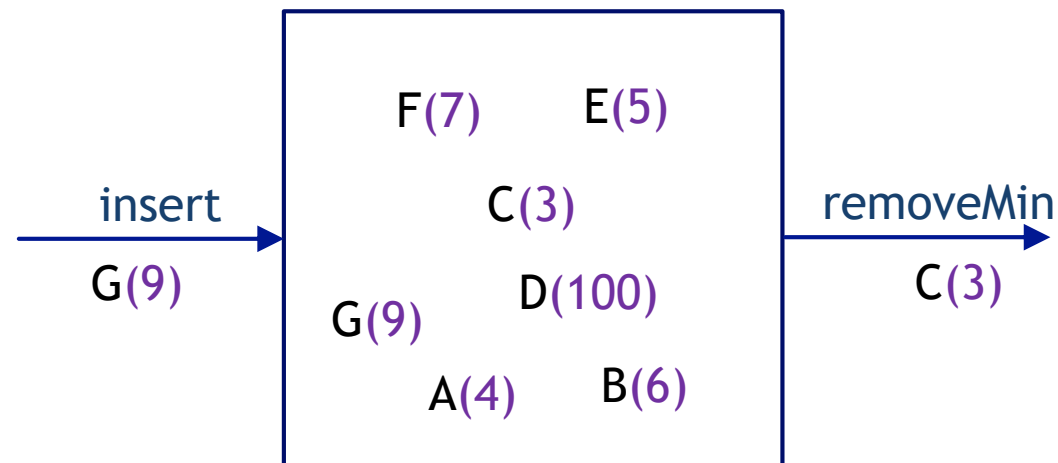 F(7)
E(5)
insert
C(3)
removeMin
G(9)
D(100)
C(3)
G(9)
A(4)
B(6)